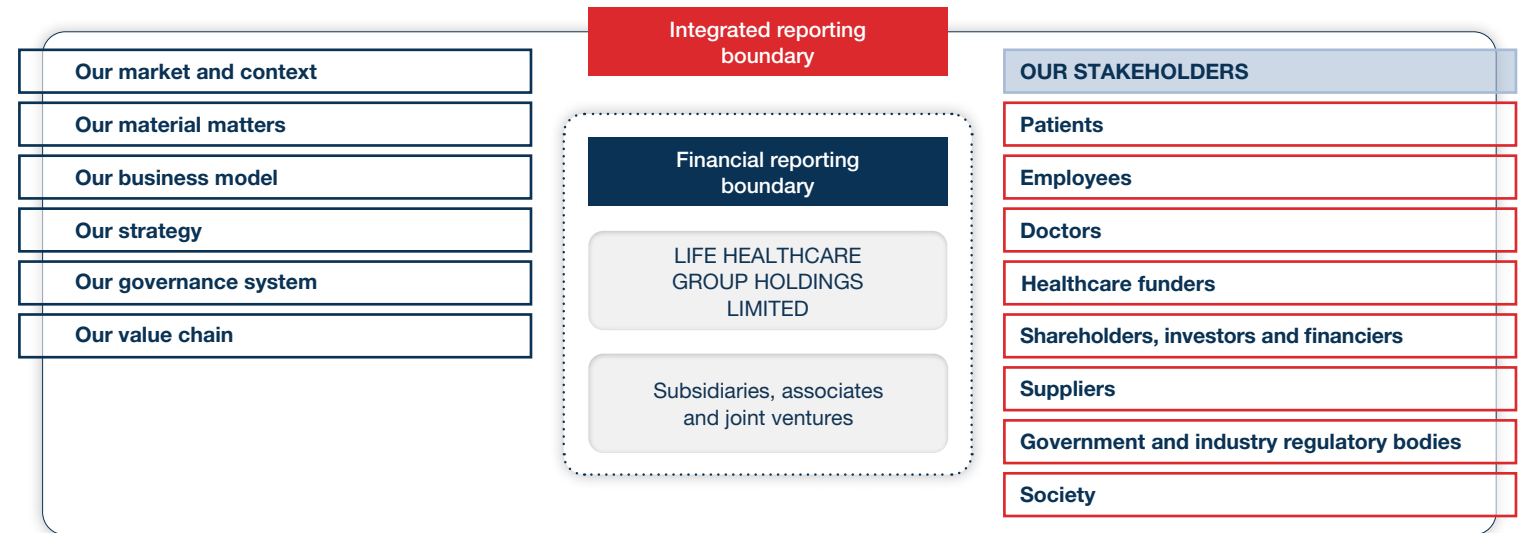 Integrated reporting
boundary
Our market and context
Our material matters
Our business model
Our strategy
Our governance system
Our value chain
Financial reporting
boundary
LIFE HEALTHCARE
GROUP HOLDINGS
LIMITED
Subsidiaries, associates
and joint ventures
OUR STAKEHOLDERS
Patients
Employees
Doctors
Healthcare funders
Shareholders, investors and financiers
Suppliers
Government and industry regulatory bodies
Society